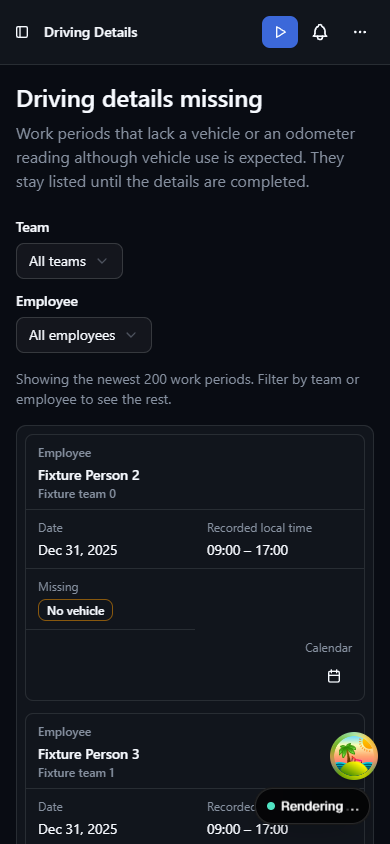 Driving Details
Driving details missing
Work periods that lack a vehicle or an odometer
reading although vehicle use is expected. They
stay listed until the details are completed.
Team
All teams
Employee
All employees
Showing the newest 200 work periods. Filter by team or
employee to see the rest.
Employee
Fixture Person 2
Fixture team 0
Date
Recorded local time
Dec 31, 2025
09:00 – 17:00
Missing
No vehicle
Calendar
Employee
Fixture Person 3
Fixture team 1
Date
Recorded
Rendering ...
Dec 31, 2025
09:00 – 17:00